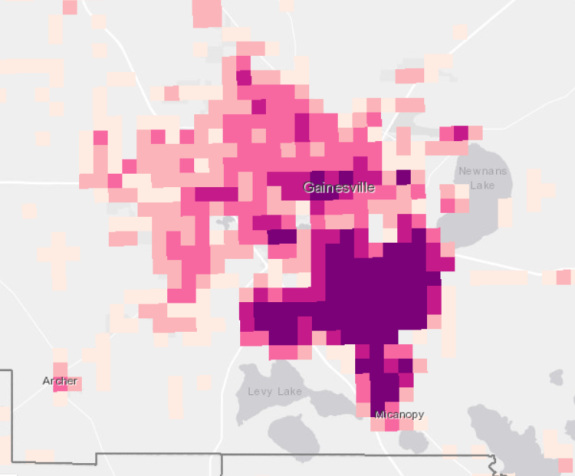 Newnans
Lake
Gainesville
Archer
Levy Lake
Micanopy